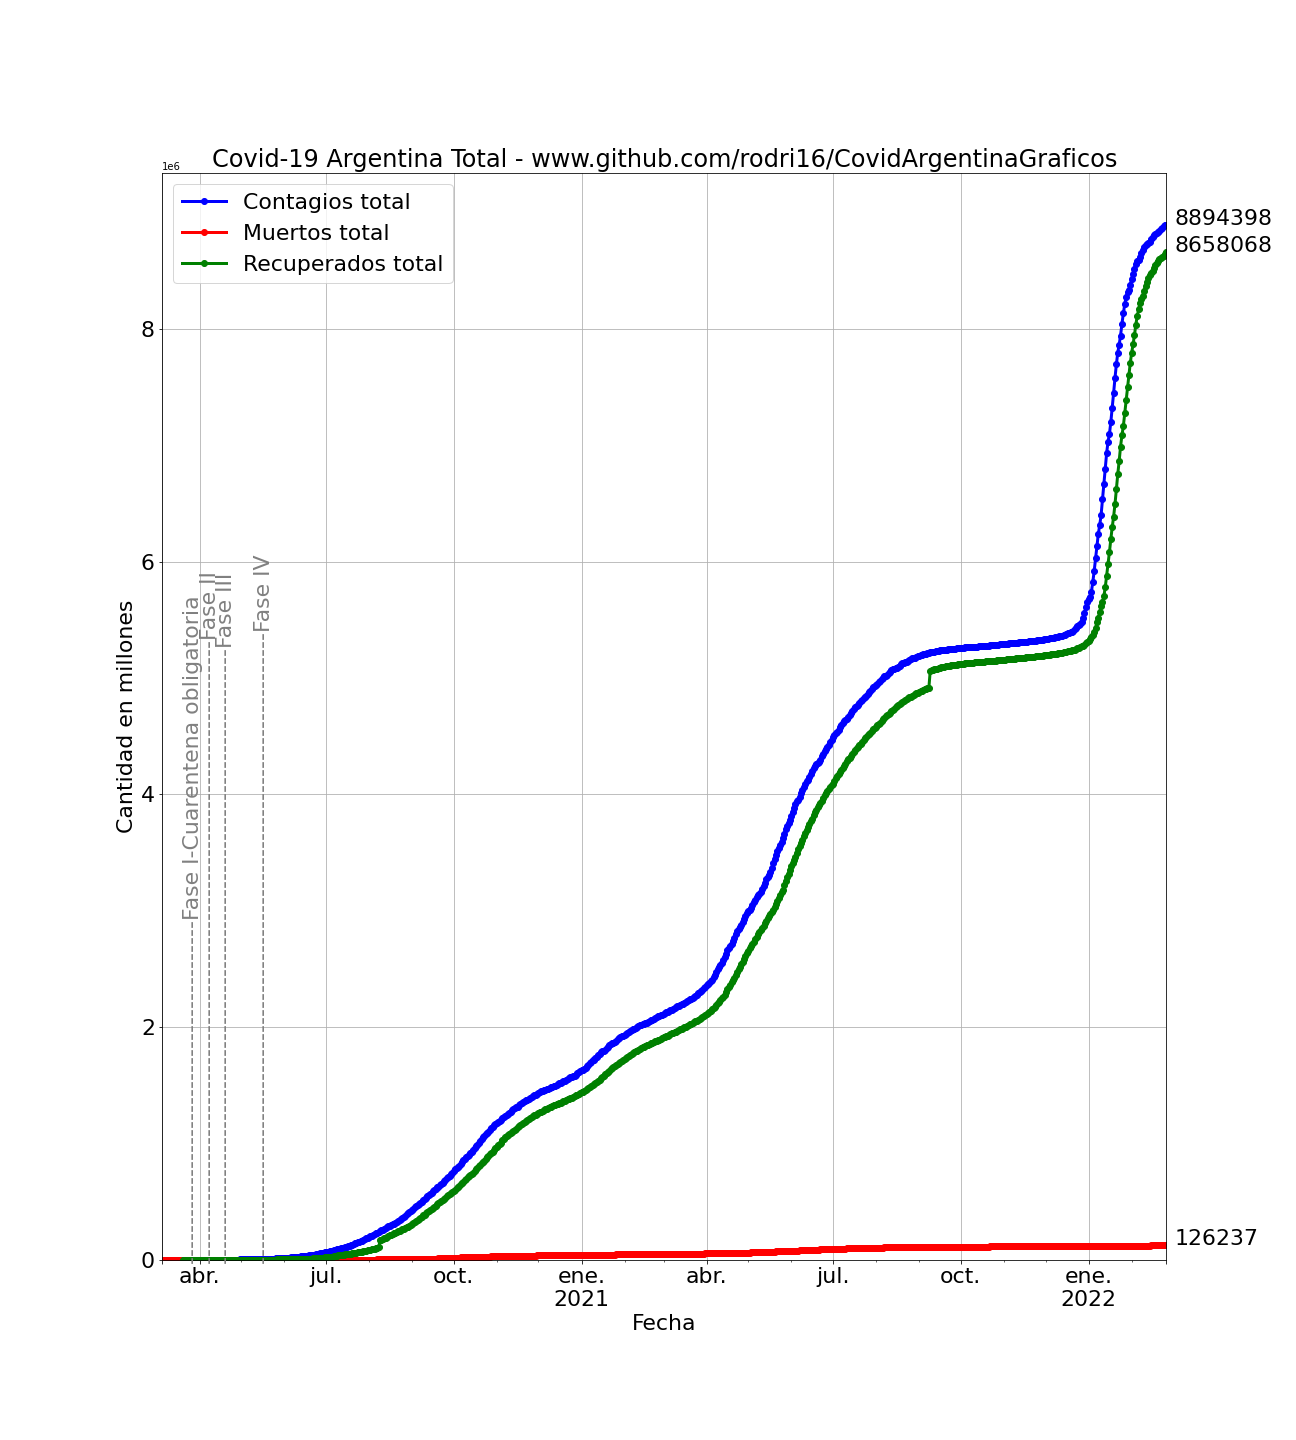 Covid-19 Argentina Total - www.github.com/rodri16/CovidArgentinaGraficos
1e6
Contagios total
Muertos total
Recuperados total
8894398
8658068
126237
8
6
4
2
0
Cantidad en millones
Fase I-Cuarentena obligatoria
Fase II
Fase III
Fase IV
abr.
jul.
oct.
ene.
2021
abr.
jul.
oct.
ene.
2022
Fecha